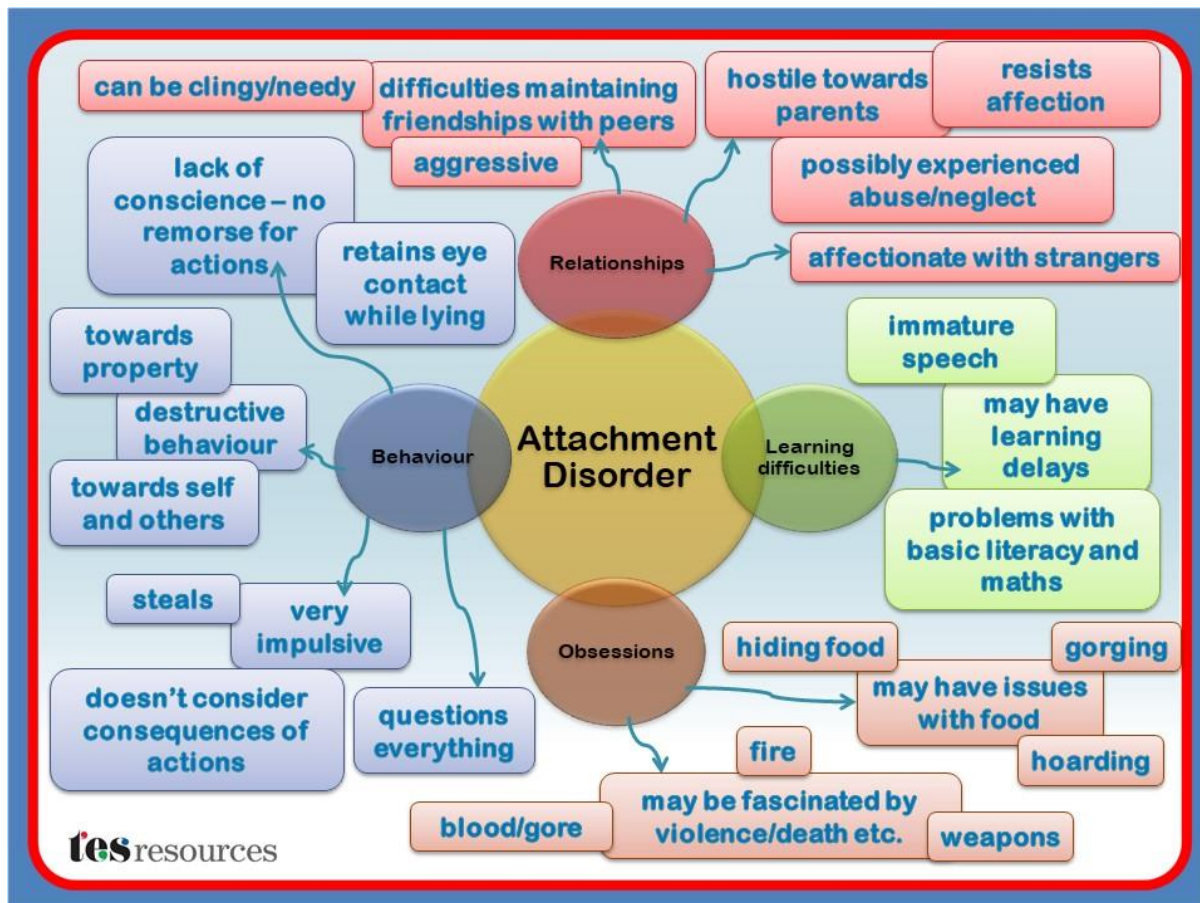 can be clingy/needy
difficulties maintaining
friendships with peers
aggressive
hostile towards
parents
resists
affection
possibly experienced
abuse/neglect
affectionate with strangers
Relationships
lack of
conscience – no
remorse for
actions
retains eye
contact
while lying
towards
property
destructive
behaviour
towards self
and others
Behaviour
steals
very
impulsive
doesn't consider
consequences of
actions
questions
everything
Attachment
Disorder
Learning
difficulties
immature
speech
may have
learning
delays
problems with
basic literacy and
maths
Obsessions
hiding food
gorging
may have issues
with food
hoarding
fire
may be fascinated by
violence/death etc.
blood/gore
weapons
tes resources